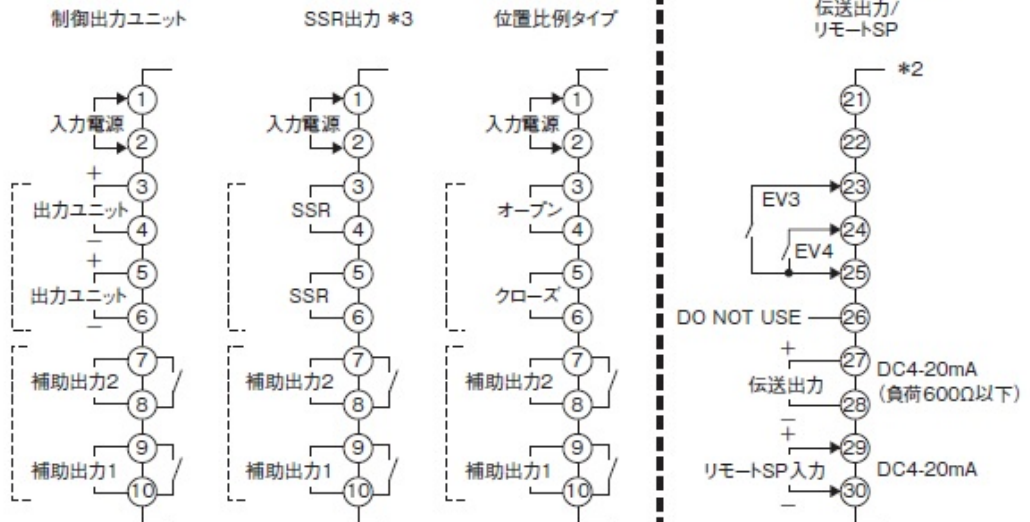 制御出力ユニット
1
入力電源
2
+
3
出力ユニット
4
−
+
5
出力ユニット
6
−
7
補助出力2
8
9
補助出力1
10
SSR出力 *3
1
入力電源
2
3
SSR
4
5
SSR
6
7
補助出力2
8
9
補助出力1
10
位置比例タイプ
1
入力電源
2
3
オープン
4
5
クローズ
6
7
補助出力2
8
9
補助出力1
10
伝送出力/
リモートSP
*2
21
22
23
EV3
24
EV4
25
DO NOT USE 26
+
27
伝送出力
DC4-20mA
(負荷600Ω以下)
28
−
+
29
リモートSP入力
DC4-20mA
30
−